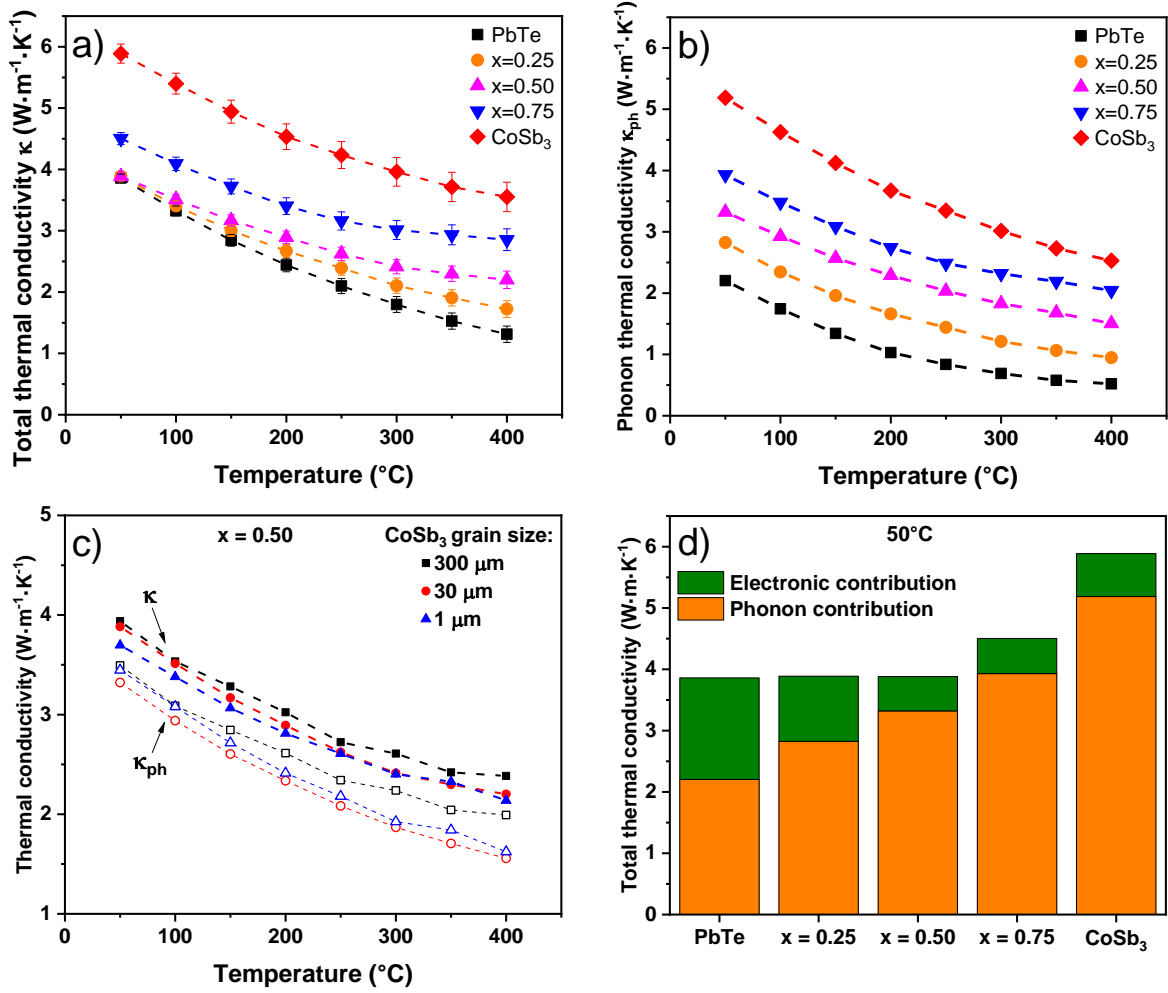 a)
PbTe
x=0.25
x=0.50
x=0.75
CoSb₃
Total thermal conductivity κ (W·m⁻¹·K⁻¹)
6
5
4
3
2
1
0
0 100 200 300 400 500
Temperature (°C)
b)
PbTe
x=0.25
x=0.50
x=0.75
CoSb₃
Phonon thermal conductivity κph (W·m⁻¹·K⁻¹)
6
5
4
3
2
1
0
0 100 200 300 400
Temperature (°C)
c)
x = 0.50
CoSb₃ grain size:
300 μm
30 μm
1 μm
κ
κph
Thermal conductivity (W·m⁻¹·K⁻¹)
5
4
3
2
1
0 100 200 300 400 500
Temperature (°C)
d)
50°C
Electronic contribution
Phonon contribution
Total thermal conductivity (W·m·K⁻¹)
6
5
4
3
2
1
0
PbTe x = 0.25 x = 0.50 x = 0.75 CoSb₃